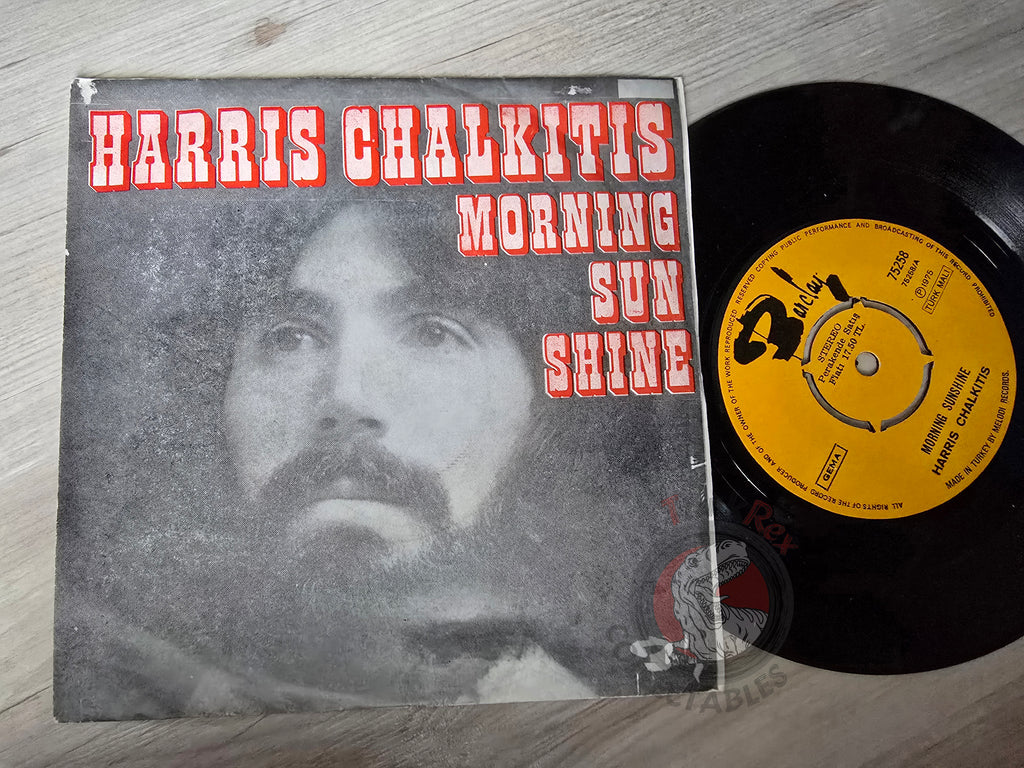 HARRIS CHALKITIS
MORNING
SUN
SHINE
ALL RIGHTS OF THE RECORD PRODUCER AND OF THE OWNER OF THE WORK REPRODUCED RESERVED COPYING PUBLIC PERFORMANCE AND BROADCASTING OF THIS RECORD PROHIBITED
Barclay
75258
75258/A
Ⓟ 1975
TÜRK MALI
STEREO
Perakende Satış
Fiatı 17.50 TL.
GEMA
MORNING SUNSHINE
HARRIS CHALKITIS
MADE IN TURKEY BY MELODI RECORDS.
T Rex